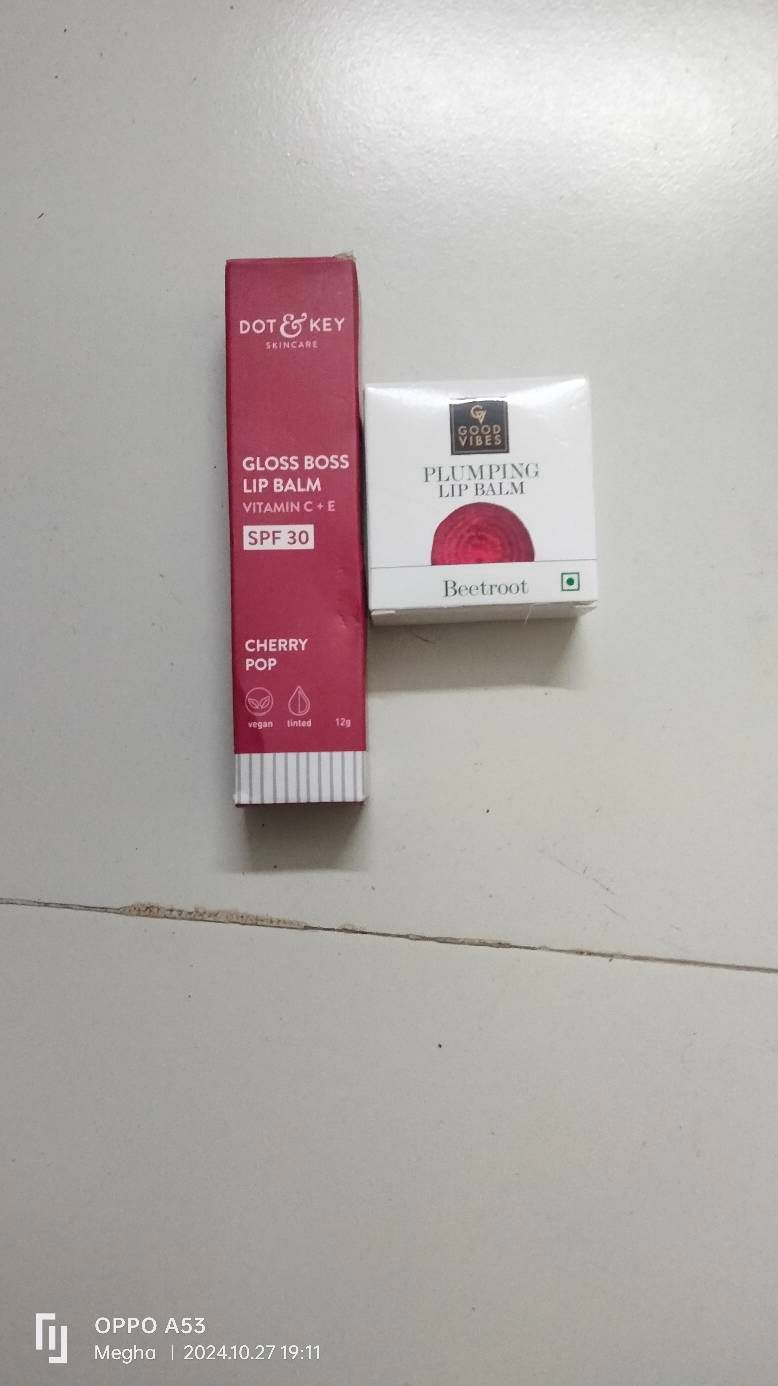 DOT & KEY
SKINCARE
GLOSS BOSS
LIP BALM
VITAMIN C + E
SPF 30
CHERRY
POP
vegan tinted 12g
GOOD
VIBES
PLUMPING
LIP BALM
Beetroot
OPPO A53
Megha | 2024.10.27 19:11